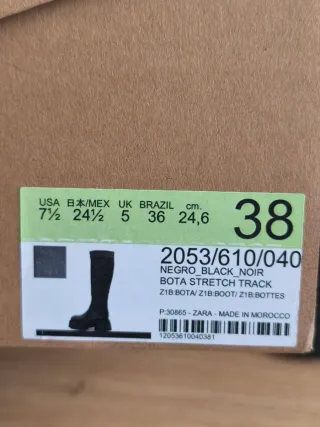 USA 日本/MEX UK BRAZIL cm.
7½ 24½ 5 36 24,6
38
2053/610/040
NEGRO_BLACK_NOIR
BOTA STRETCH TRACK
Z1B:BOTA/ Z1B:BOOT/ Z1B:BOTTES
P:30865 - ZARA - MADE IN MOROCCO
12053610040381